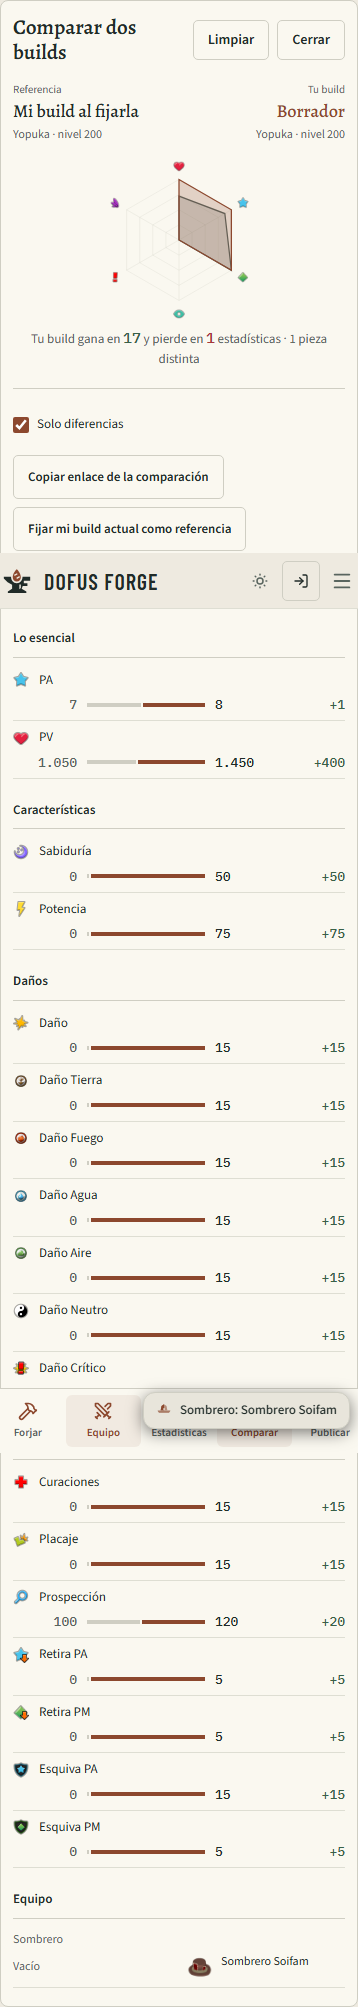 Comparar dos
builds
Limpiar
Cerrar
Referencia
Tu build
Mi build al fijarla
Borrador
Yopuka · nivel 200
Yopuka · nivel 200
Tu build gana en 17 y pierde en 1 estadísticas · 1 pieza
distinta
Solo diferencias
Copiar enlace de la comparación
Fijar mi build actual como referencia
DOFUS FORGE
Lo esencial
PA
7 8 +1
PV
1.050 1.450 +400
Características
Sabiduría
0 50 +50
Potencia
0 75 +75
Daños
Daño
0 15 +15
Daño Tierra
0 15 +15
Daño Fuego
0 15 +15
Daño Agua
0 15 +15
Daño Aire
0 15 +15
Daño Neutro
0 15 +15
Daño Crítico
Sombrero: Sombrero Soifam
Forjar
Equipo
Estadísticas
Comparar
Publicar
Curaciones
0 15 +15
Placaje
0 15 +15
Prospección
100 120 +20
Retira PA
0 5 +5
Retira PM
0 5 +5
Esquiva PA
0 15 +15
Esquiva PM
0 5 +5
Equipo
Sombrero
Vacío
Sombrero Soifam